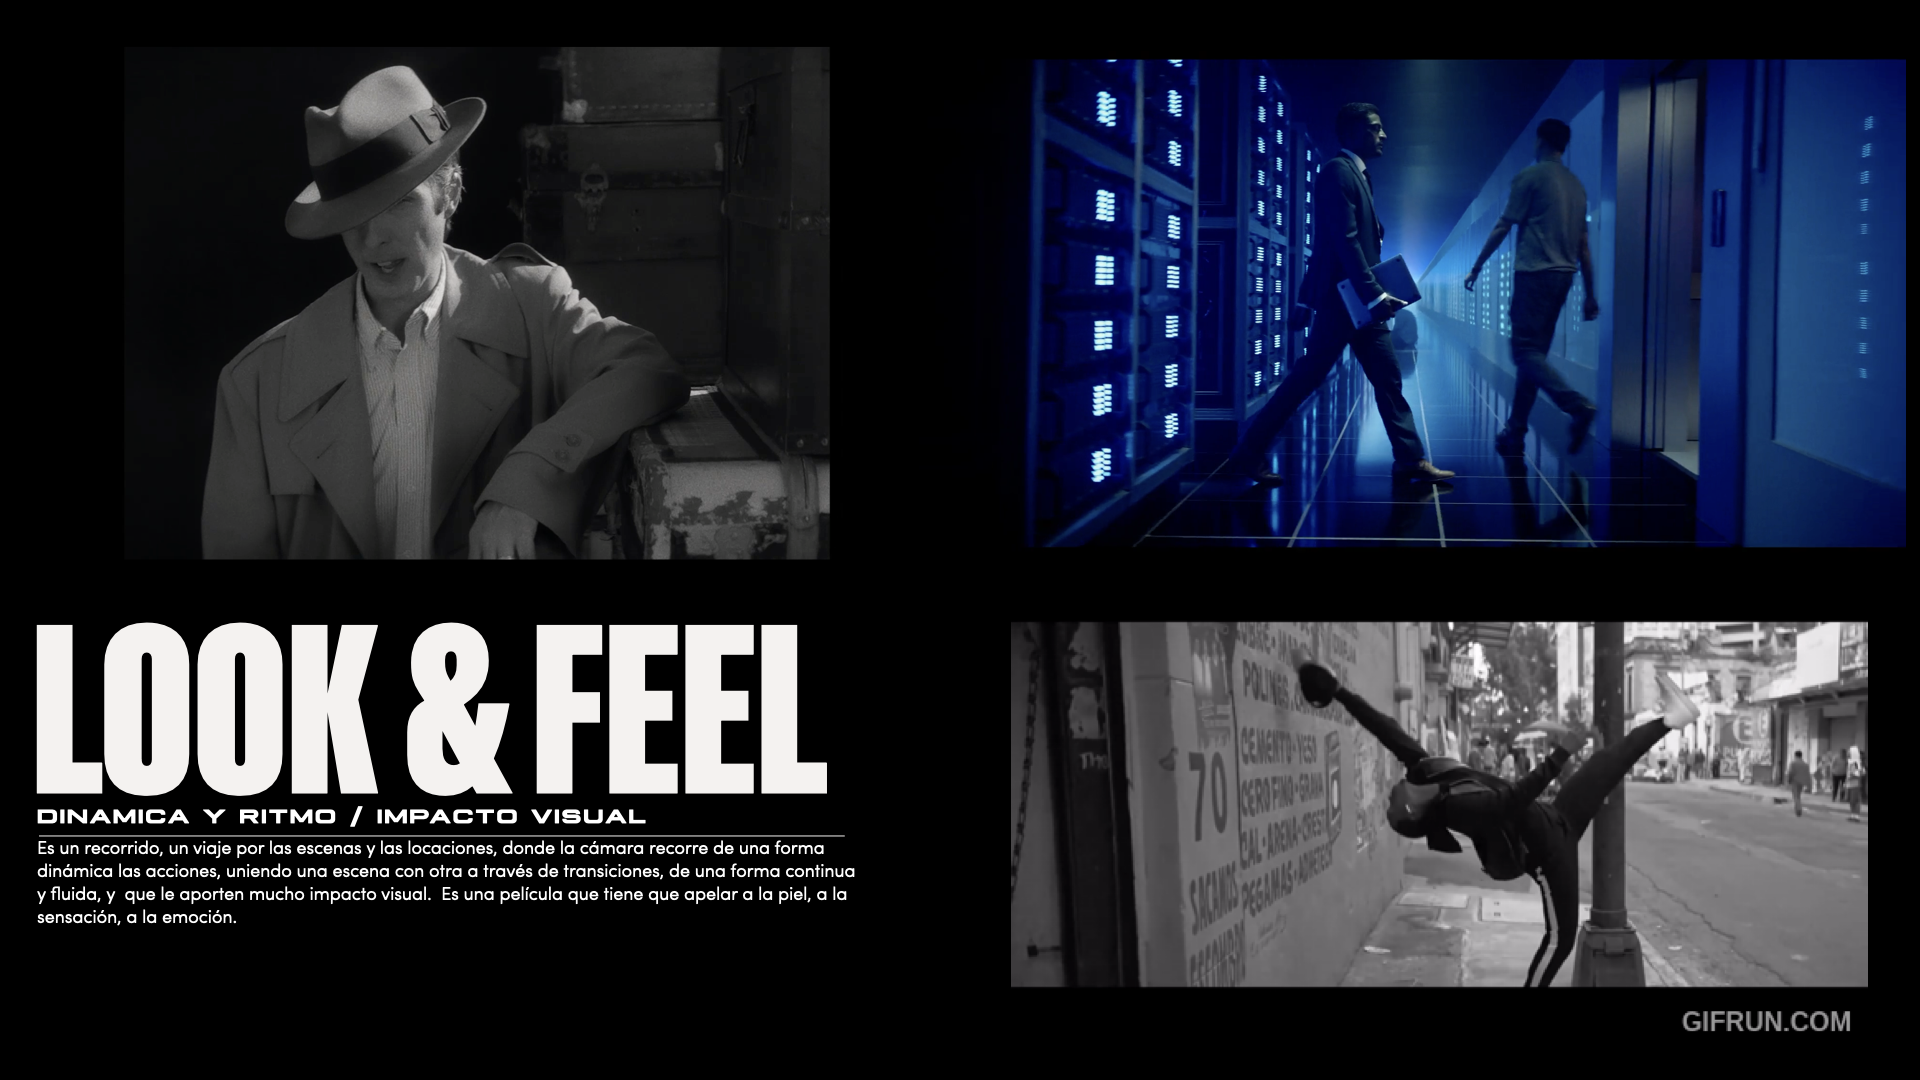 LOOK & FEEL
DINAMICA Y RITMO / IMPACTO VISUAL
Es un recorrido, un viaje por las escenas y las locaciones, donde la cámara recorre de una forma
dinámica las acciones, uniendo una escena con otra a través de transiciones, de una forma continua
y fluida, y  que le aporten mucho impacto visual.  Es una película que tiene que apelar a la piel, a la
sensación, a la emoción.
POLINES
CEMENTO-YESO
70
CERO FINO-GRAVA
CAL-ARENA-
SACAMOS
PEGAMAS-
GIFRUN.COM